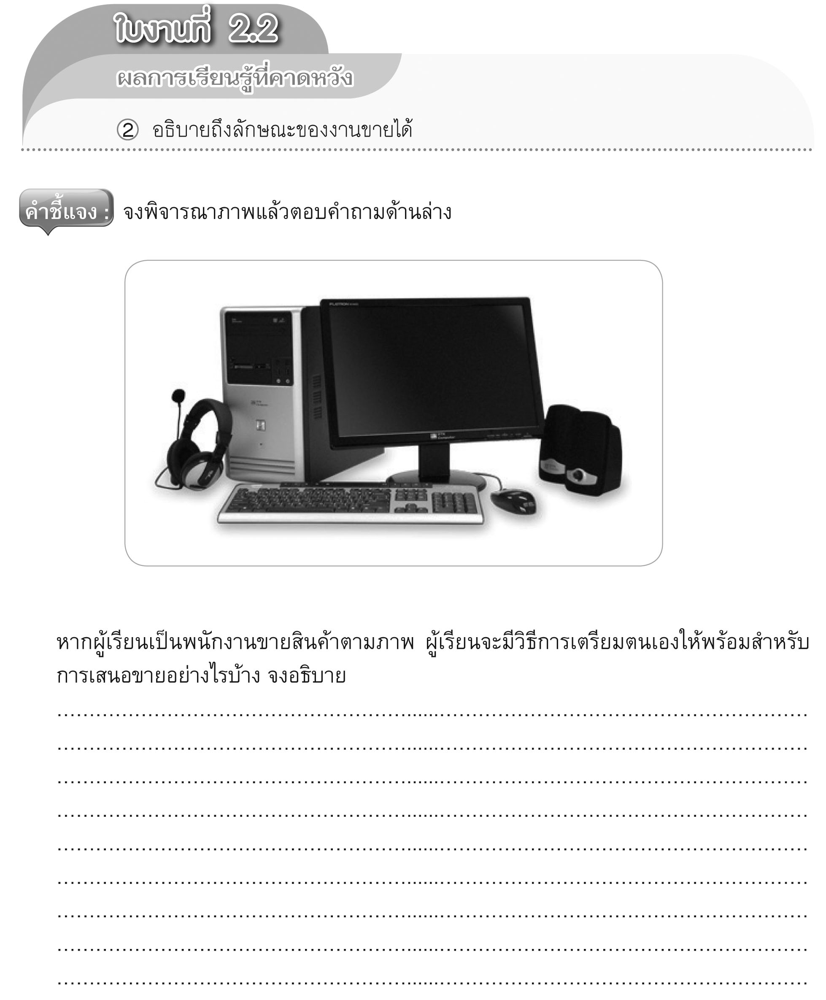 ใบงานที่ 2.2
ผลการเรียนรู้ที่คาดหวัง
2 อธิบายถึงลักษณะของงานขายได้
คำชี้แจง : จงพิจารณาภาพแล้วตอบคำถามด้านล่าง
หากผู้เรียนเป็นพนักงานขายสินค้าตามภาพ ผู้เรียนจะมีวิธีการเตรียมตนเองให้พร้อมสำหรับ
การเสนอขายอย่างไรบ้าง จงอธิบาย